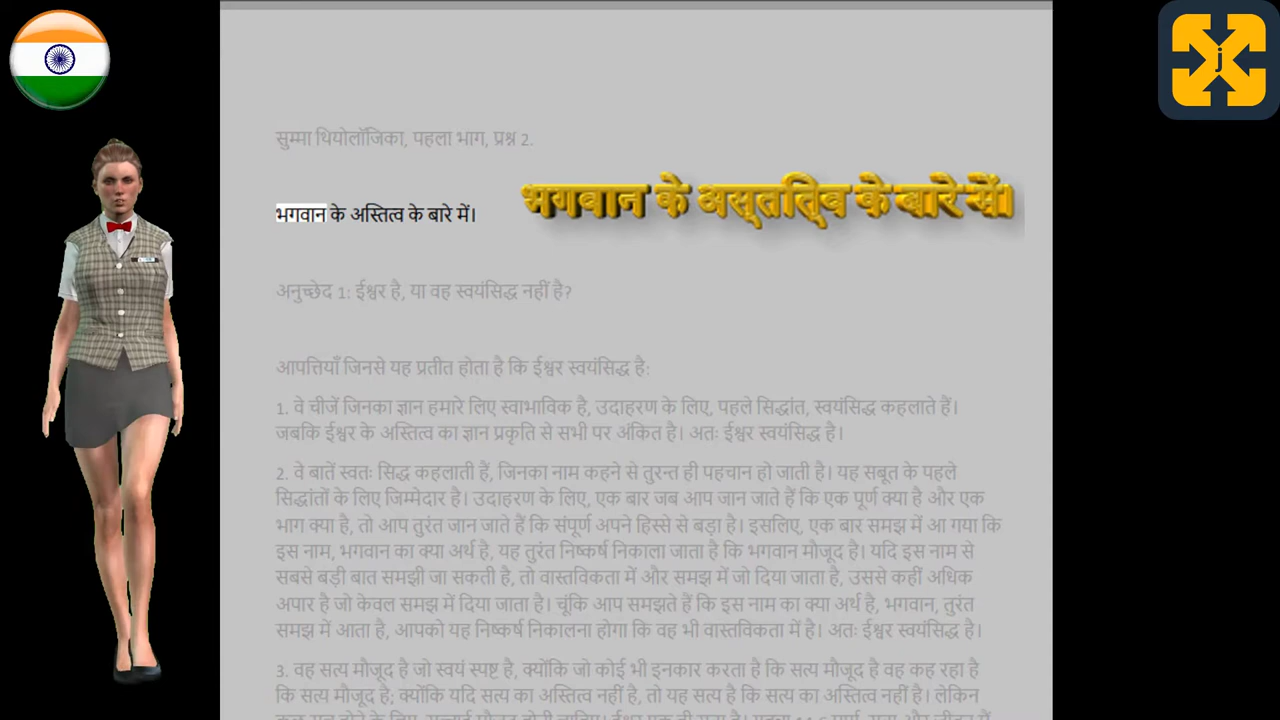 सुम्मा थियोलॉजिका, पहला भाग, प्रश्न 2.
भगवान के अस्तित्व के बारे में।
भगवान के अस्ततित्वि के बारे में।
अनुच्छेद 1: ईश्वर है, या वह स्वयंसिद्ध नहीं है?
आपत्तियाँ जिनसे यह प्रतीत होता है कि ईश्वर स्वयंसिद्ध है:
1. वे चीजें जिनका ज्ञान हमारे लिए स्वाभाविक है, उदाहरण के लिए, पहले सिद्धांत, स्वयंसिद्ध कहलाते हैं।
जबकि ईश्वर के अस्तित्व का ज्ञान प्रकृति से सभी पर अंकित है। अतः ईश्वर स्वयंसिद्ध है।
2. वे बातें स्वतः सिद्ध कहलाती हैं, जिनका नाम कहने से तुरन्त ही पहचान हो जाती है। यह सबूत के पहले
सिद्धांतों के लिए जिम्मेदार है। उदाहरण के लिए, एक बार जब आप जान जाते हैं कि एक पूर्ण क्या है और एक
भाग क्या है, तो आप तुरंत जान जाते हैं कि संपूर्ण अपने हिस्से से बड़ा है। इसलिए, एक बार समझ में आ गया कि
इस नाम, भगवान का क्या अर्थ है, यह तुरंत निष्कर्ष निकाला जाता है कि भगवान मौजूद है। यदि इस नाम से
सबसे बड़ी बात समझी जा सकती है, तो वास्तविकता में और समझ में जो दिया जाता है, उससे कहीं अधिक
अपार है जो केवल समझ में दिया जाता है। चूंकि आप समझते हैं कि इस नाम का क्या अर्थ है, भगवान, तुरंत
समझ में आता है, आपको यह निष्कर्ष निकालना होगा कि वह भी वास्तविकता में है। अतः ईश्वर स्वयंसिद्ध है।
3. वह सत्य मौजूद है जो स्वयं स्पष्ट है, क्योंकि जो कोई भी इनकार करता है कि सत्य मौजूद है वह कह रहा है
कि सत्य मौजूद है; क्योंकि यदि सत्य का अस्तित्व नहीं है, तो यह सत्य है कि सत्य का अस्तित्व नहीं है। लेकिन
j